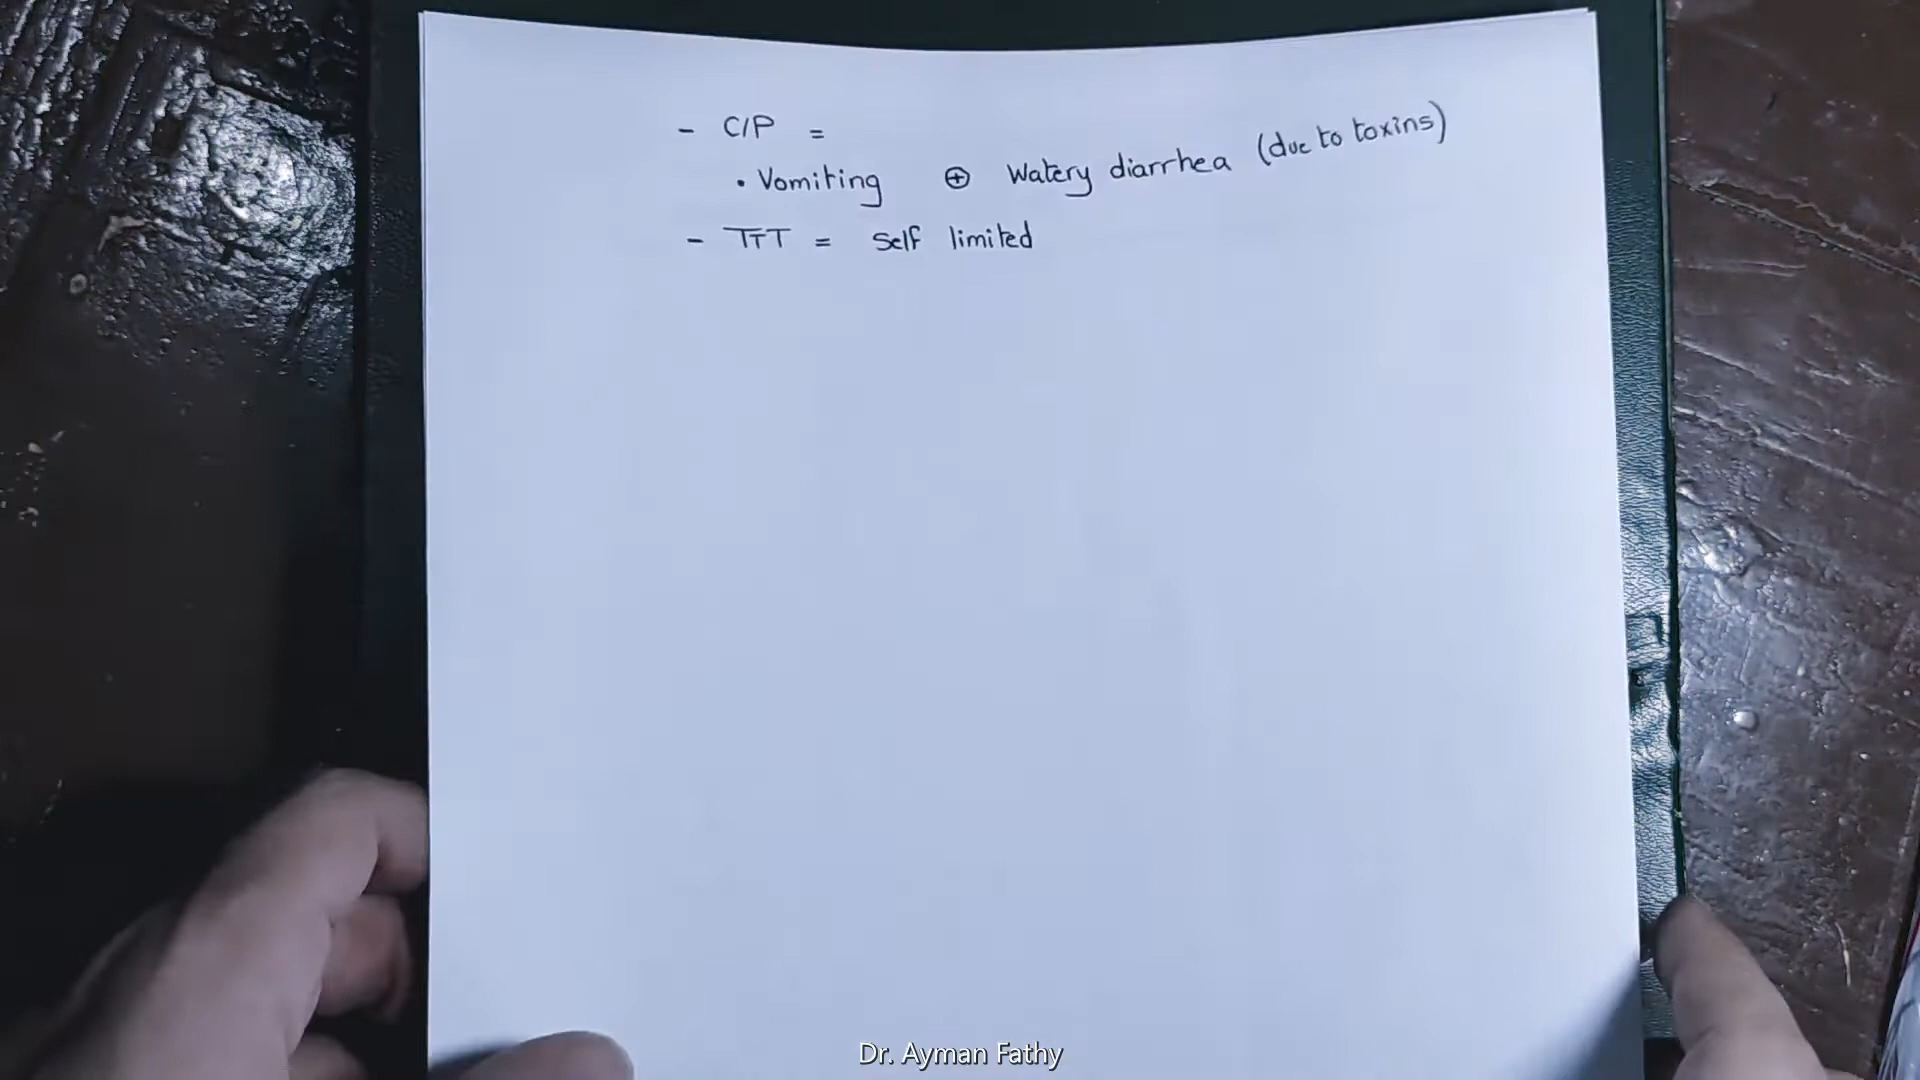 - C/P =
• Vomiting ⊕ Watery diarrhea (due to toxins)
- TTT = Self limited
Dr. Ayman Fathy